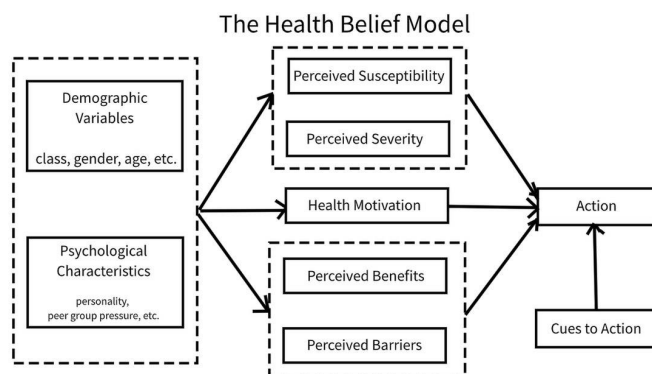 The Health Belief Model
Demographic
Variables
class, gender, age, etc.
Psychological
Characteristics
personality,
peer group pressure, etc.
Perceived Susceptibility
Perceived Severity
Health Motivation
Perceived Benefits
Perceived Barriers
Action
Cues to Action